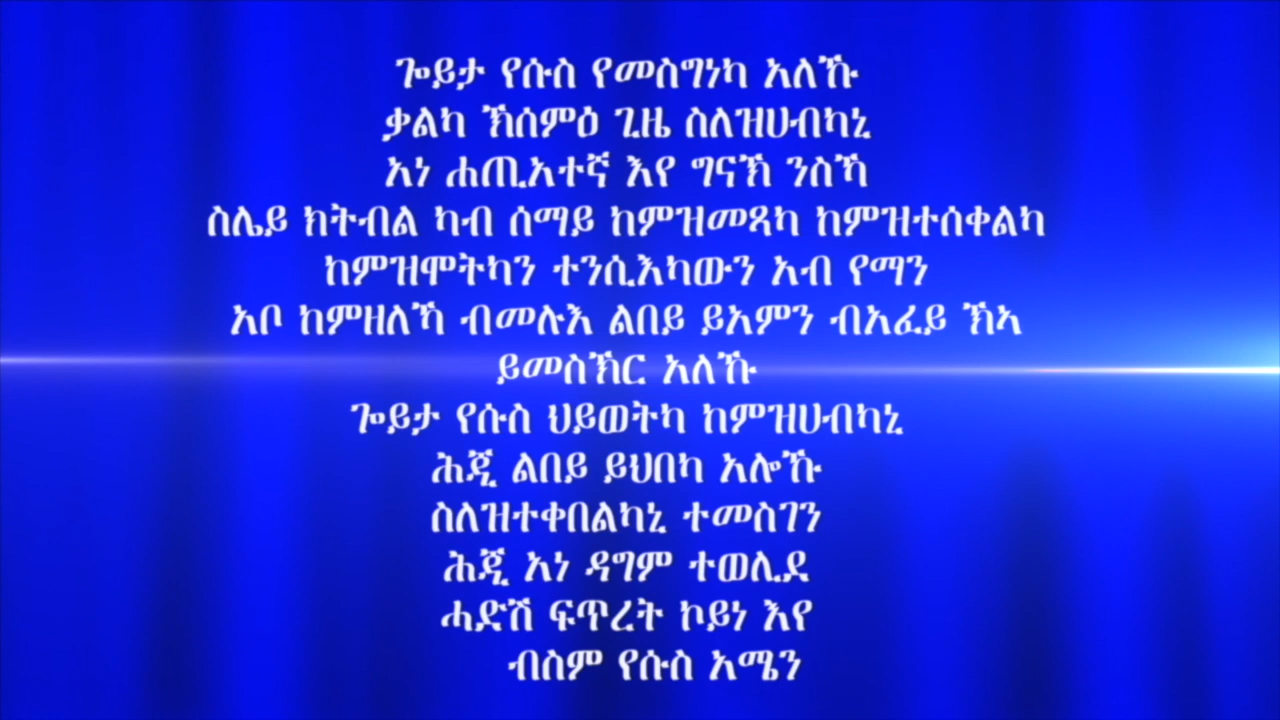 ጐይታ የሱስ የመስግነካ አለኹ
ቃልካ ኽሰምዕ ጊዜ ስለዝሀብካኒ
አነ ሐጢአተኛ እየ ግናኽ ንስኻ
ስሌይ ክትብል ካብ ሰማይ ከምዝመጻካ ከምዝተሰቀልካ
ከምዝሞትካን ተንሲእካውን አብ የማን
አቦ ከምዘለኻ ብመሉእ ልበይ ይአምን ብአፈይ ኽኣ
ይመስኽር አለኹ
ጐይታ የሱስ ህይወትካ ከምዝሀብካኒ
ሕጂ ልበይ ይህበካ አሎኹ
ስለዝተቀበልካኒ ተመስገን
ሕጂ አነ ዳግም ተወሊደ
ሓድሽ ፍጥረት ኮይነ እየ
ብስም የሱስ አሜን